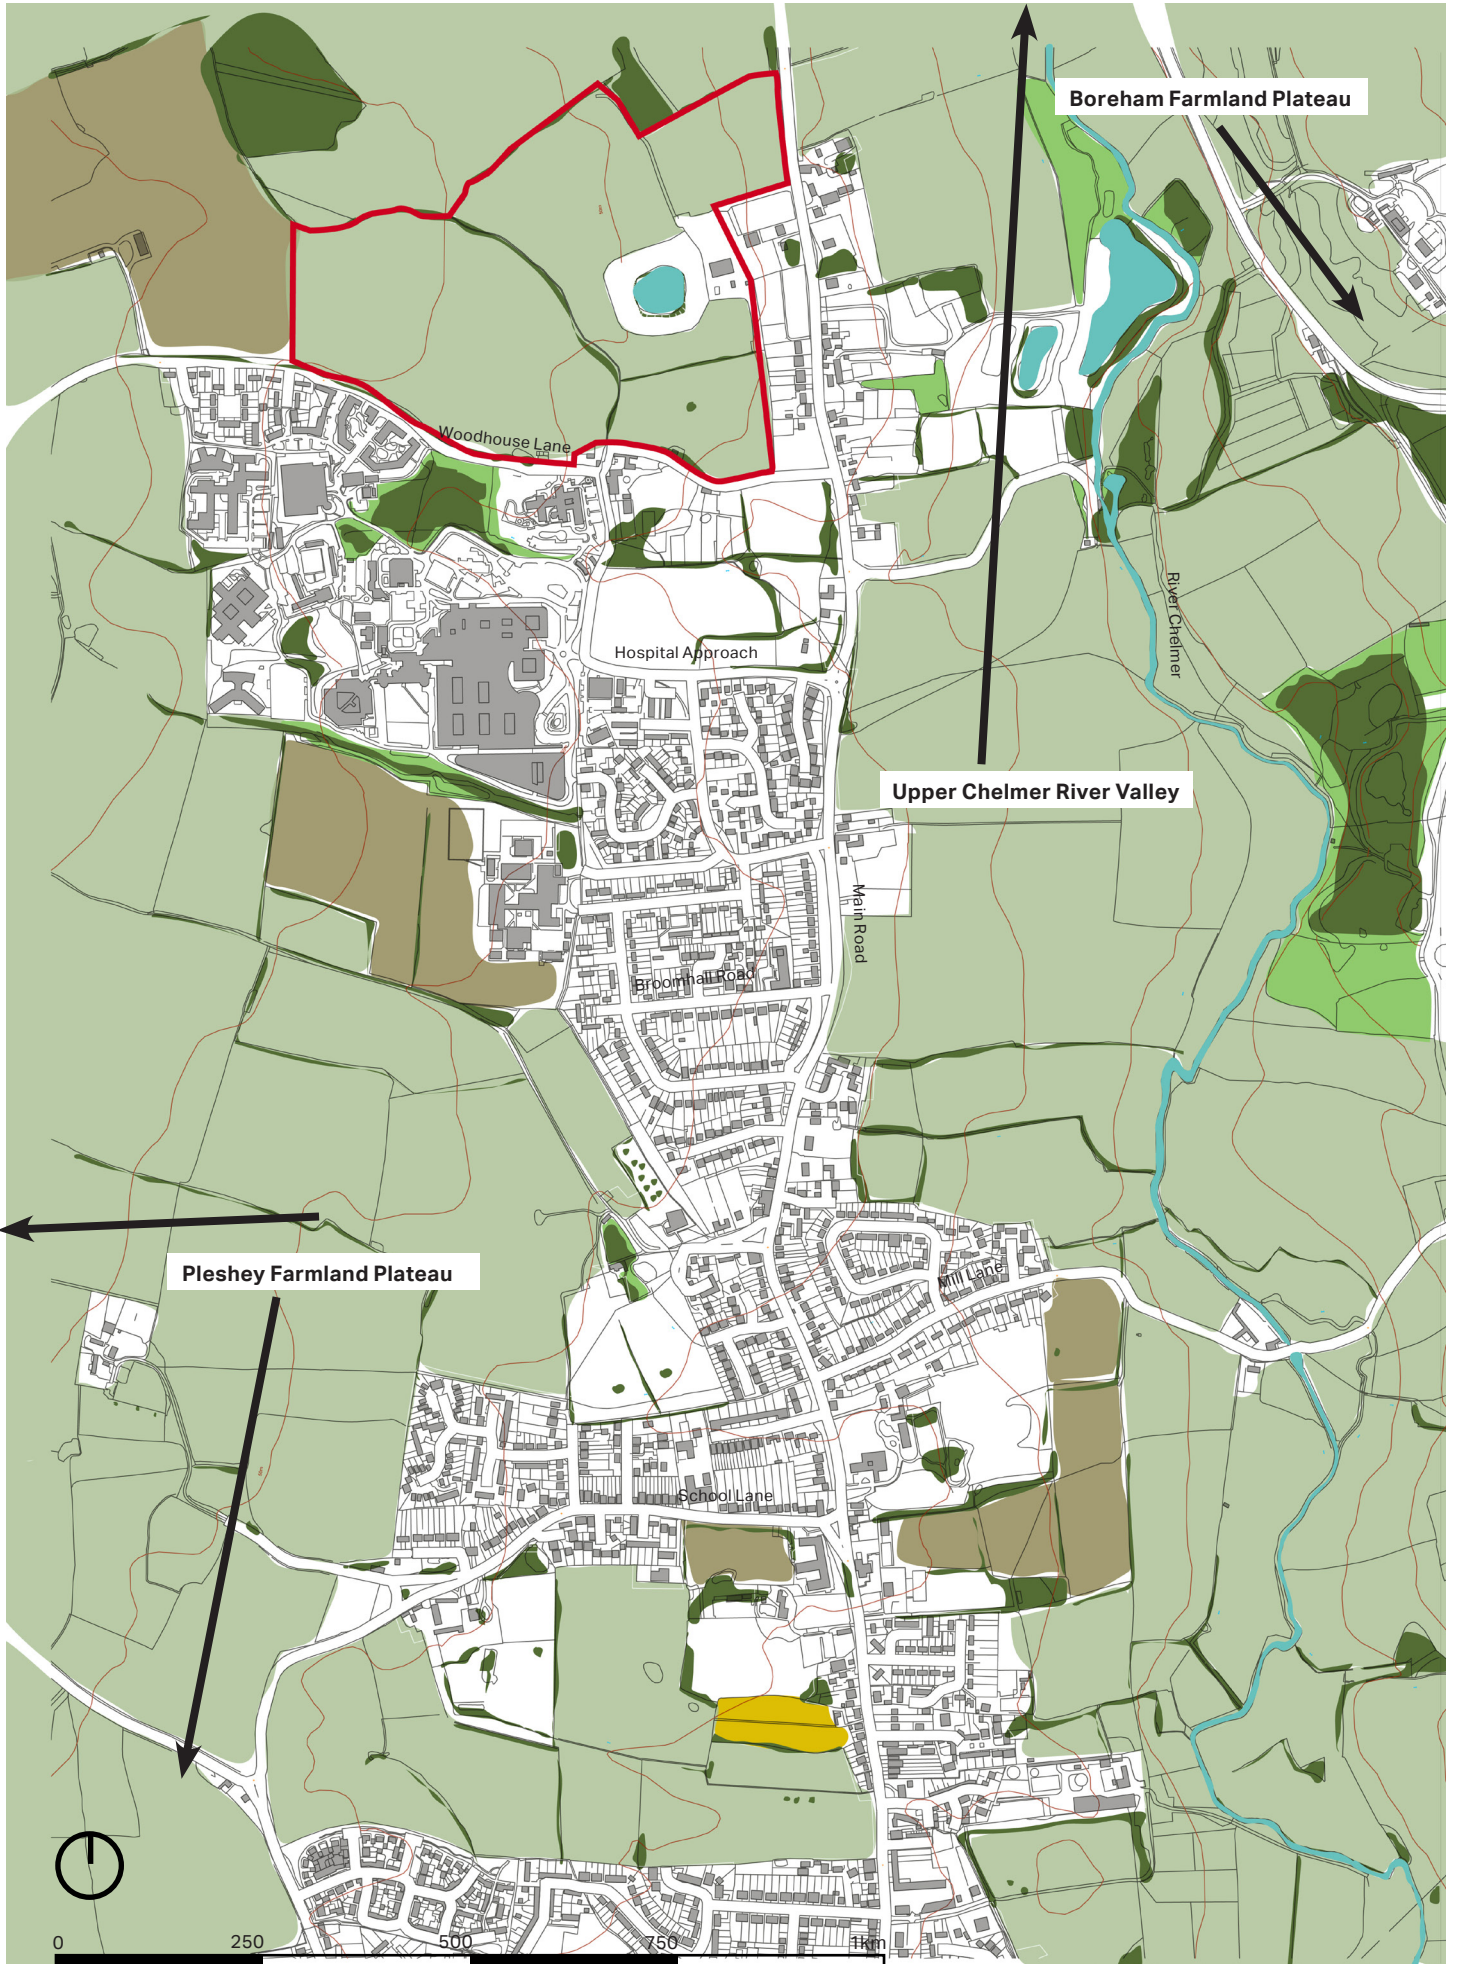 Boreham Farmland Plateau
Woodhouse Lane
River Chelmer
Hospital Approach
Upper Chelmer River Valley
Main Road
Broomhall Road
Pleshey Farmland Plateau
Mill Lane
School Lane
0 250 500 750 1km